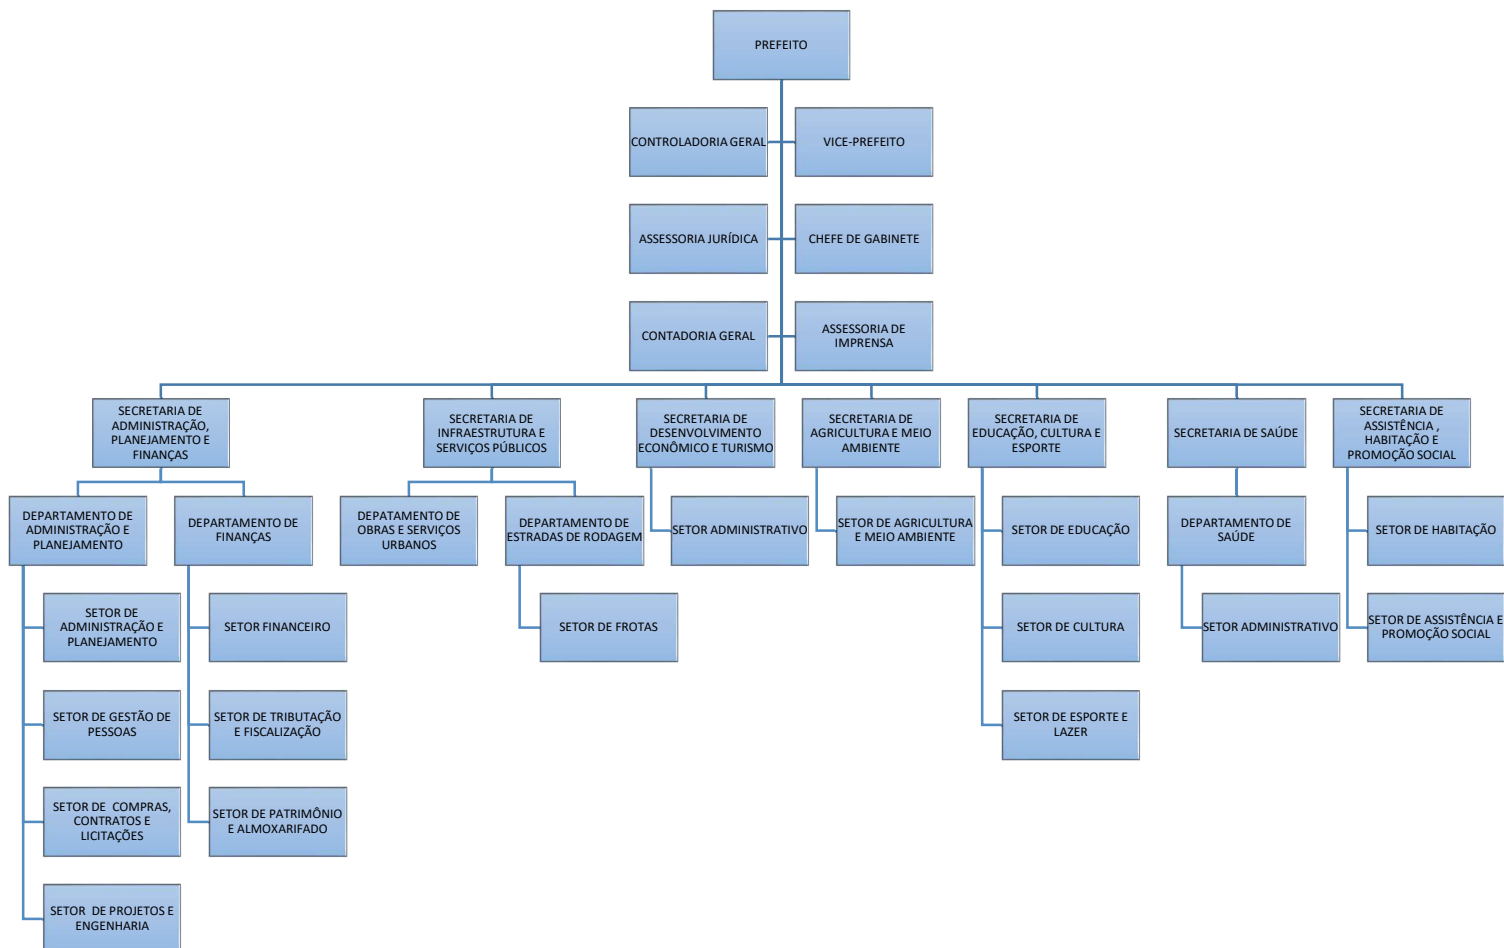 PREFEITO
CONTROLADORIA GERAL
VICE-PREFEITO
ASSESSORIA JURÍDICA
CHEFE DE GABINETE
CONTADORIA GERAL
ASSESSORIA DE
IMPRENSA
SECRETARIA DE
ADMINISTRAÇÃO,
PLANEJAMENTO E
FINANÇAS
SECRETARIA DE
INFRAESTRUTURA E
SERVIÇOS PÚBLICOS
SECRETARIA DE
DESENVOLVIMENTO
ECONÔMICO E TURISMO
SECRETARIA DE
AGRICULTURA E MEIO
AMBIENTE
SECRETARIA DE
EDUCAÇÃO, CULTURA E
ESPORTE
SECRETARIA DE SAÚDE
SECRETARIA DE
ASSISTÊNCIA ,
HABITAÇÃO E
PROMOÇÃO SOCIAL
DEPARTAMENTO DE
ADMINISTRAÇÃO E
PLANEJAMENTO
DEPARTAMENTO DE
FINANÇAS
DEPATAMENTO DE
OBRAS E SERVIÇOS
URBANOS
DEPARTAMENTO DE
ESTRADAS DE RODAGEM
SETOR ADMINISTRATIVO
SETOR DE AGRICULTURA
E MEIO AMBIENTE
SETOR DE EDUCAÇÃO
DEPARTAMENTO DE
SAÚDE
SETOR DE HABITAÇÃO
SETOR DE
ADMINISTRAÇÃO E
PLANEJAMENTO
SETOR FINANCEIRO
SETOR DE FROTAS
SETOR DE CULTURA
SETOR ADMINISTRATIVO
SETOR DE ASSISTÊNCIA E
PROMOÇÃO SOCIAL
SETOR DE GESTÃO DE
PESSOAS
SETOR DE TRIBUTAÇÃO
E FISCALIZAÇÃO
SETOR DE ESPORTE E
LAZER
SETOR DE  COMPRAS,
CONTRATOS E
LICITAÇÕES
SETOR DE PATRIMÔNIO
E ALMOXARIFADO
SETOR  DE PROJETOS E
ENGENHARIA